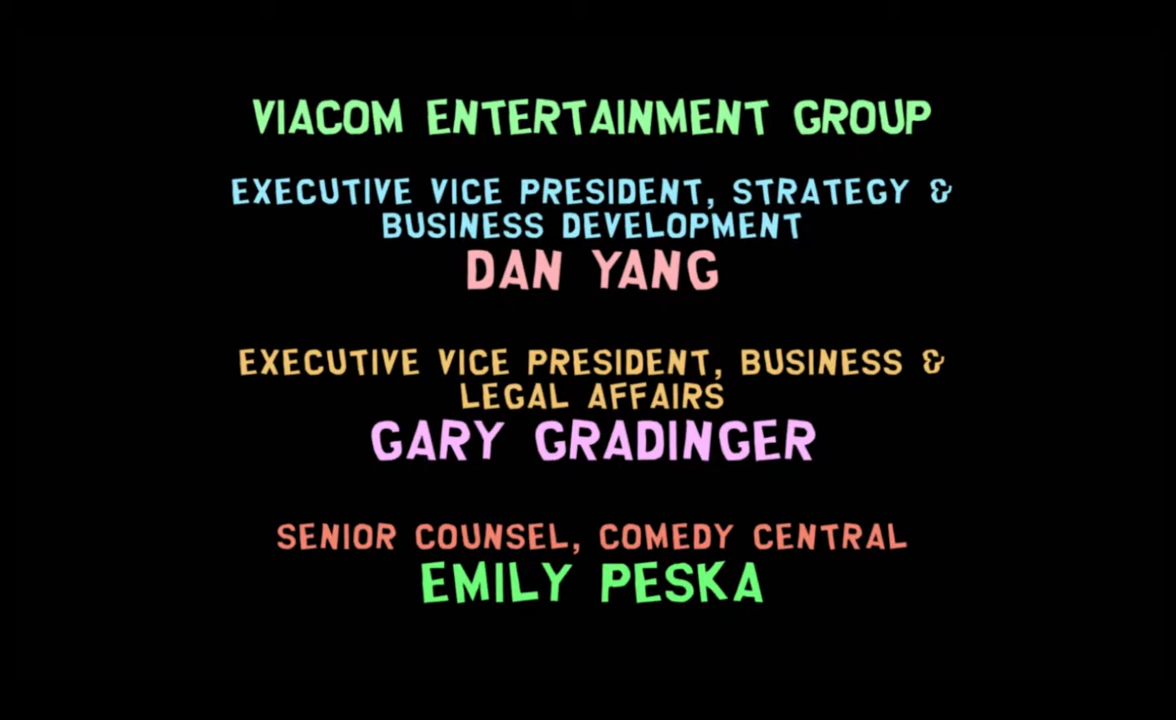 VIACOM ENTERTAINMENT GROUP
EXECUTIVE VICE PRESIDENT, STRATEGY &
BUSINESS DEVELOPMENT
DAN YANG
EXECUTIVE VICE PRESIDENT, BUSINESS &
LEGAL AFFAIRS
GARY GRADINGER
SENIOR COUNSEL, COMEDY CENTRAL
EMILY PESKA